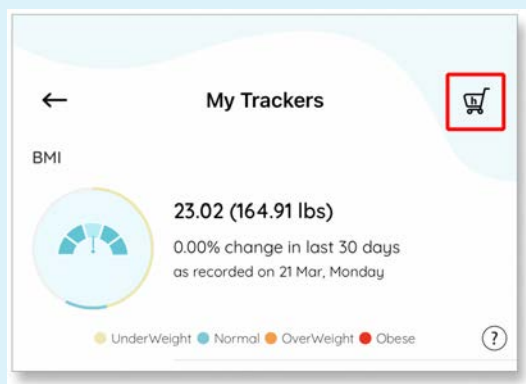 My Trackers
BMI
23.02 (164.91 lbs)
0.00% change in last 30 days
as recorded on 21 Mar, Monday
UnderWeight Normal OverWeight Obese ?